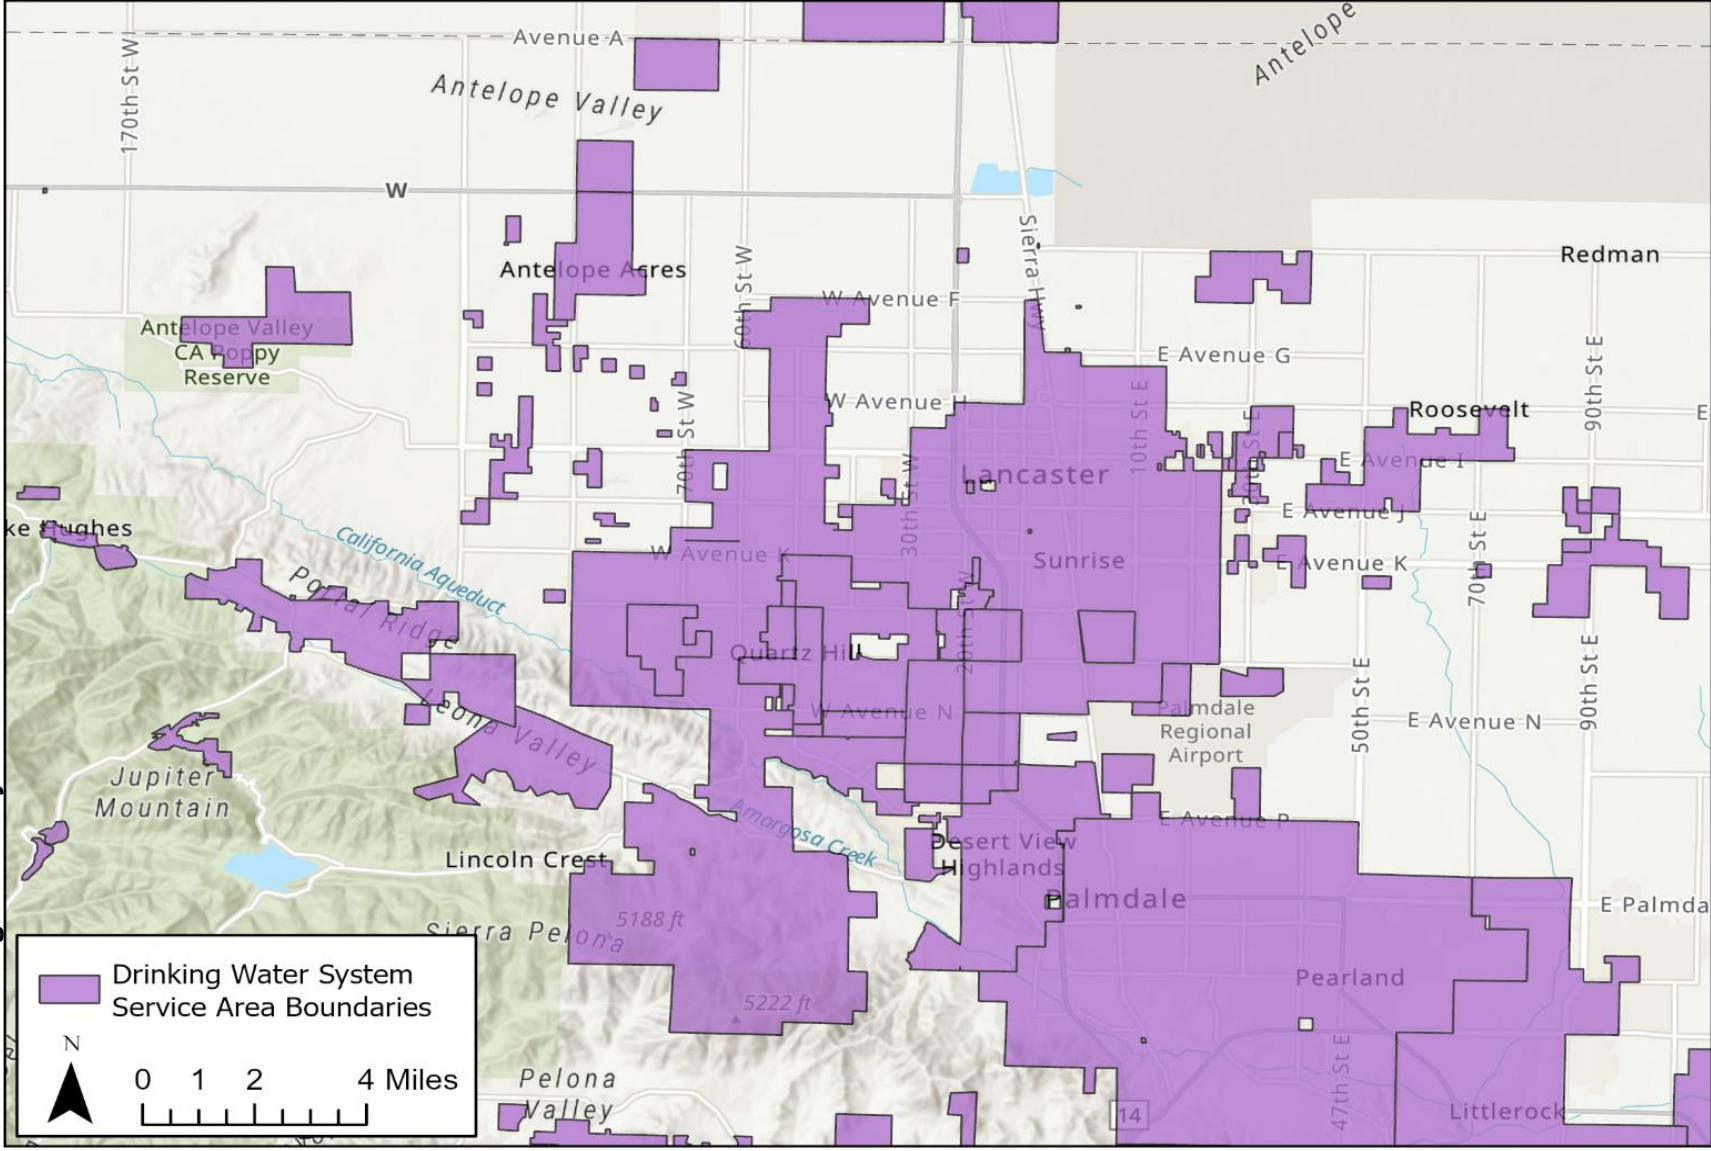 Avenue A
Antelope
Antelope Valley
170th St W
W
Sierra Hwy
Redman
Antelope Acres
60th St W
W Avenue F
Antelope Valley
CA Poppy
Reserve
E Avenue G
90th St E
10th St E
W Avenue H
Roosevelt
E
70th St W
Lancaster
E Avenue I
30th St W
ke Hughes
E Avenue J
California Aqueduct
W Avenue K
Sunrise
E Avenue K
70th St E
Portal Ridge
20th St W
Quartz Hill
90th St E
50th St E
Leona Valley
W Avenue N
Palmdale
Regional
Airport
E Avenue N
Jupiter
Mountain
Amargosa Creek
E Avenue P
Desert View
Highlands
Lincoln Crest
Palmdale
E Palmda
5188 ft
Sierra Pelona
Drinking Water System
Service Area Boundaries
Pearland
5222 ft
N
0 1 2 4 Miles
Pelona
Valley
47th St E
14
Littlerock